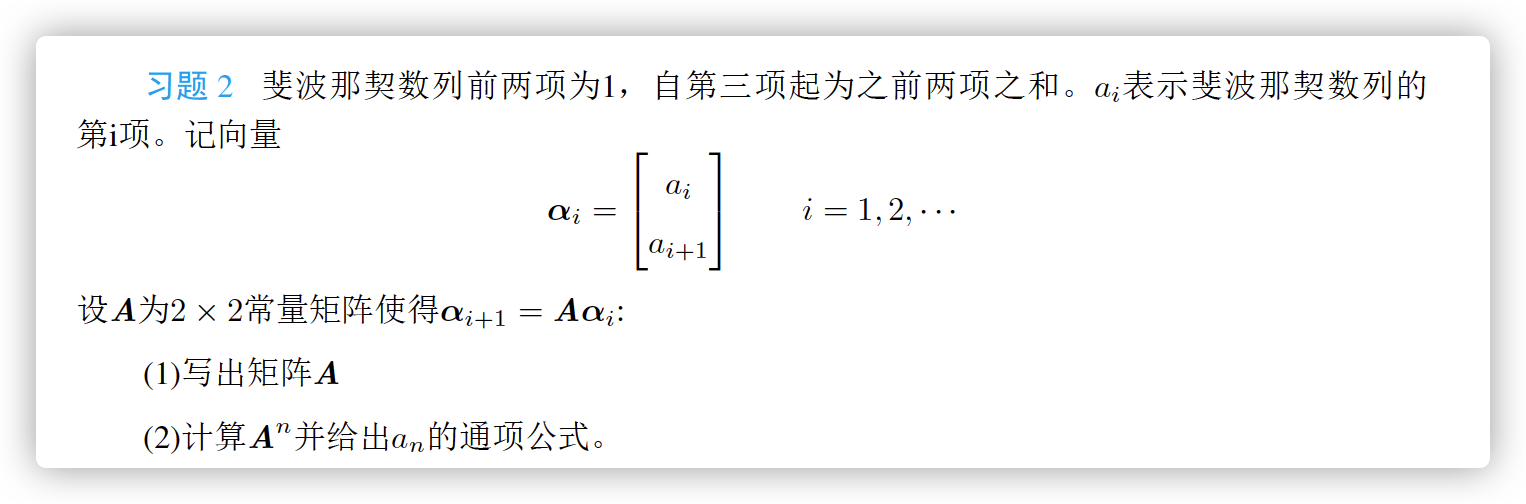 习题 2 斐波那契数列前两项为1，自第三项起为之前两项之和。$a_i$表示斐波那契数列的
第i项。记向量
$\boldsymbol{\alpha}_i = \begin{bmatrix} a_i \\ a_{i+1} \end{bmatrix} \qquad i = 1, 2, \cdots$
设$\boldsymbol{A}$为$2 \times 2$常量矩阵使得$\boldsymbol{\alpha}_{i+1} = \boldsymbol{A}\boldsymbol{\alpha}_i$:
(1)写出矩阵$\boldsymbol{A}$
(2)计算$\boldsymbol{A}^n$并给出$a_n$的通项公式。